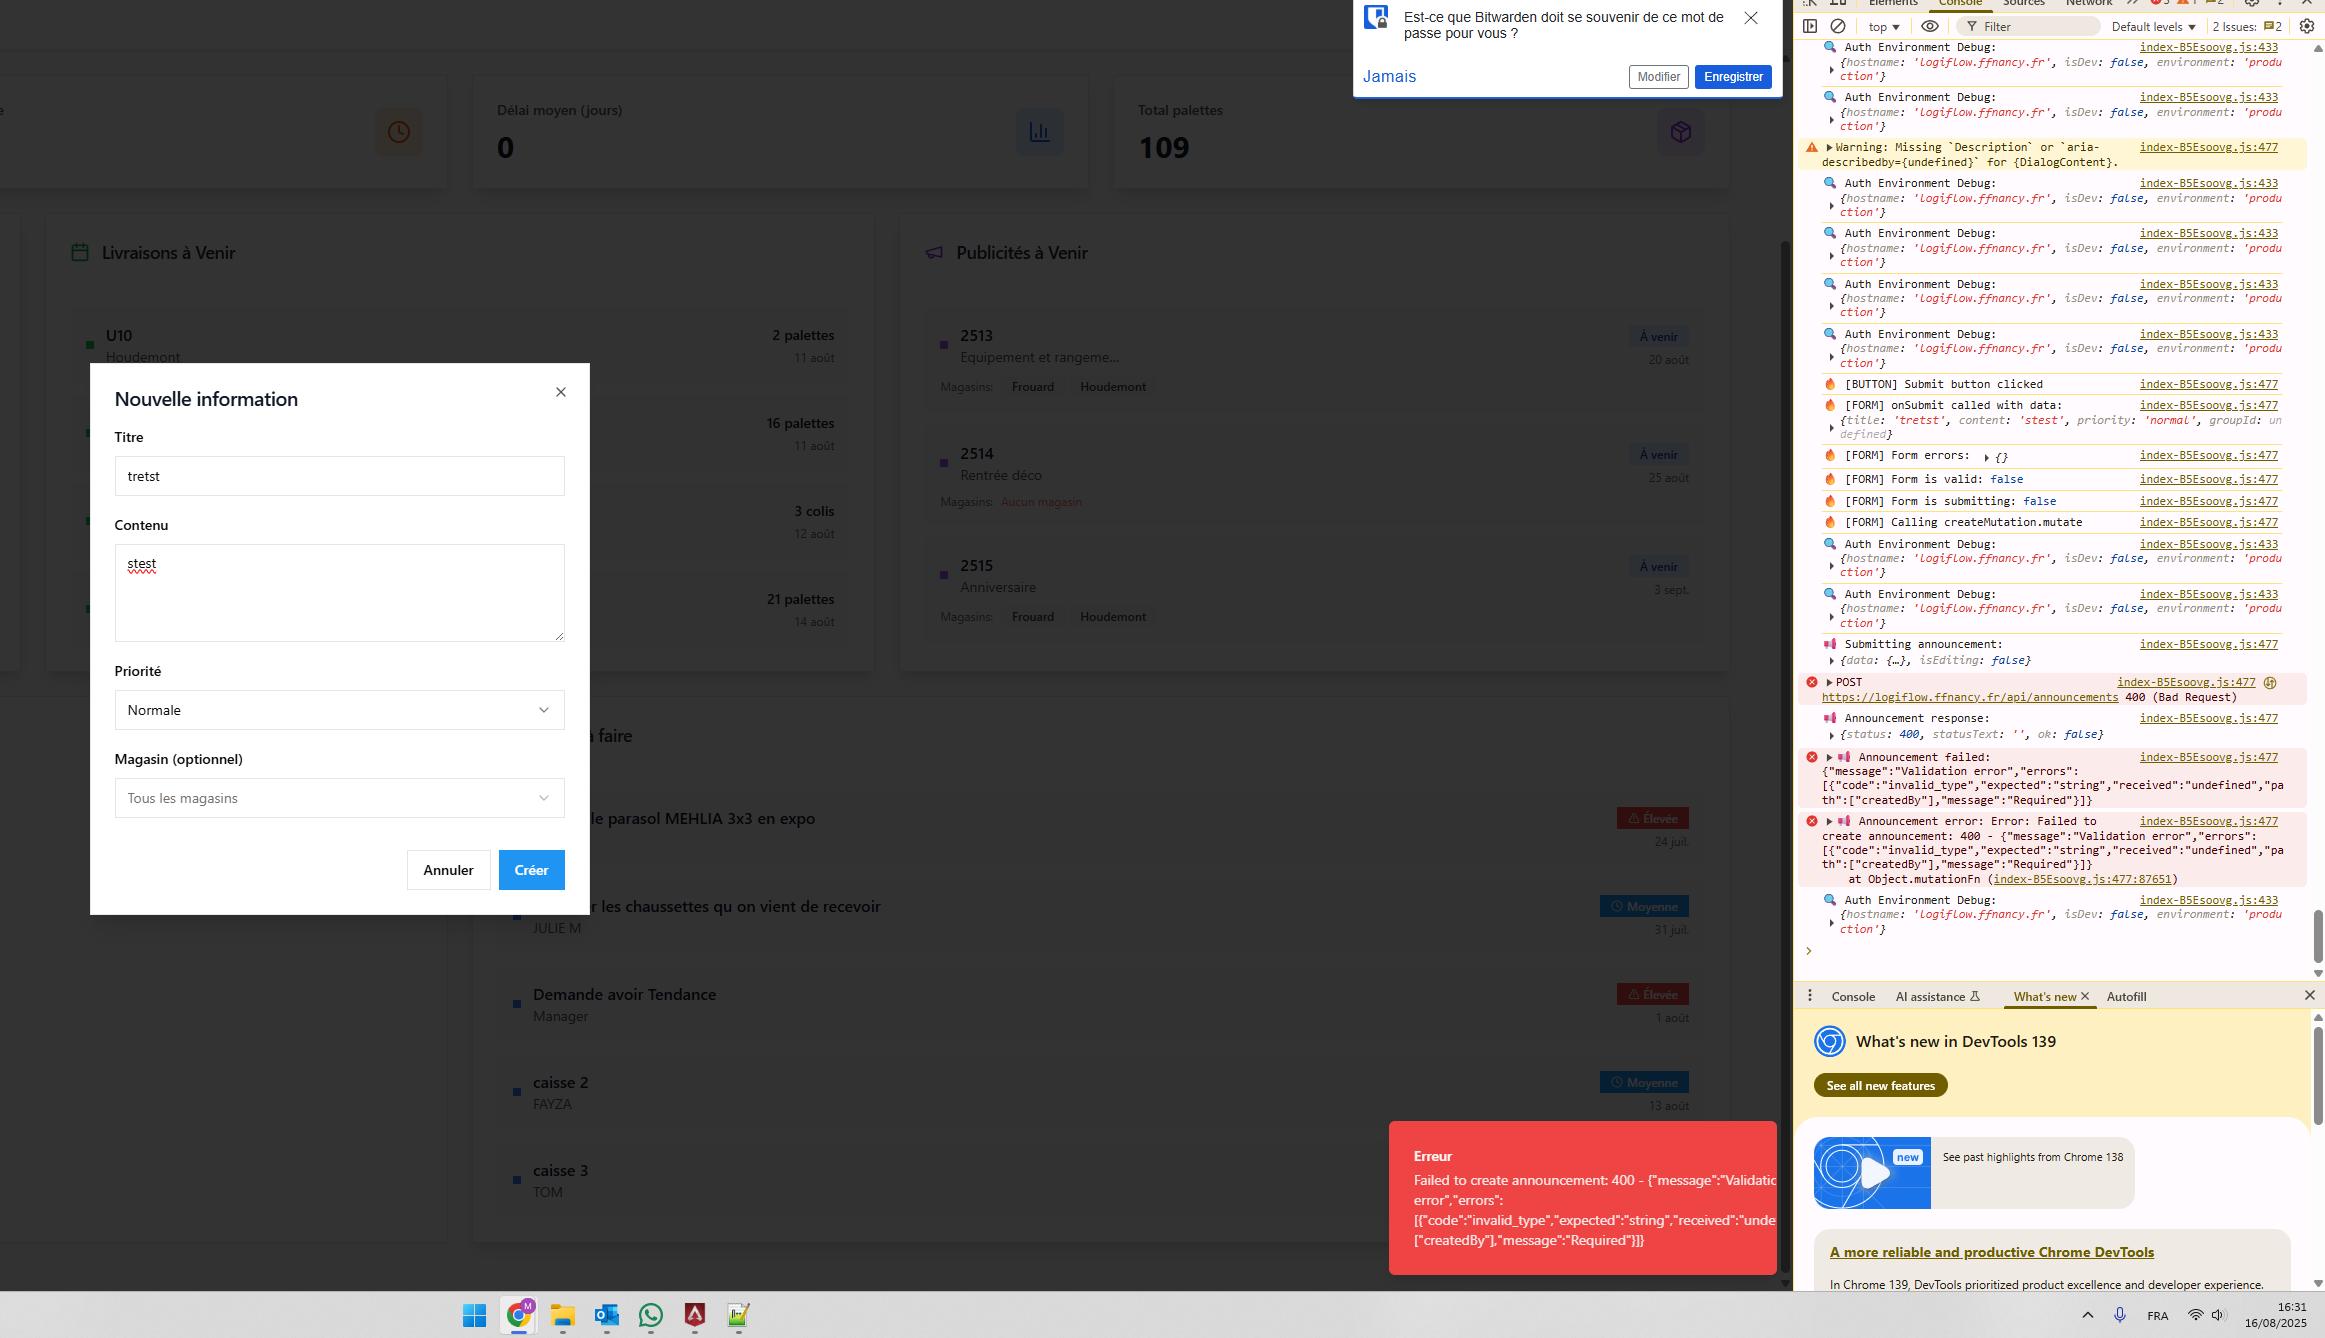 Est-ce que Bitwarden doit se souvenir de ce mot de
passe pour vous ?
Jamais
Modifier
Enregistrer
Délai moyen (jours)
0
Total palettes
109
Livraisons à Venir
U10
Houdemont
2 palettes
11 août
16 palettes
11 août
3 colis
12 août
21 palettes
14 août
Publicités à Venir
2513
Equipement et rangeme...
À venir
20 août
Magasins: Frouard Houdemont
2514
Rentrée déco
À venir
25 août
Magasins: Aucun magasin
2515
Anniversaire
À venir
3 sept.
Magasins: Frouard Houdemont
Nouvelle information
Titre
tretst
Contenu
stest
Priorité
Normale
Magasin (optionnel)
Tous les magasins
Annuler
Créer
à faire
le parasol MEHLIA 3x3 en expo
Élevée
24 juil.
r les chaussettes qu on vient de recevoir
JULIE M
Moyenne
31 juil.
Demande avoir Tendance
Manager
Élevée
1 août
caisse 2
FAYZA
Moyenne
13 août
caisse 3
TOM
Erreur
Failed to create announcement: 400 - {"message":"Validatic
error","errors":
[{"code":"invalid_type","expected":"string","received":"unde
["createdBy"],"message":"Required"}]}
Elements Console Sources Network
top Filter Default levels 2 Issues: 2
Auth Environment Debug: index-B5Esoovg.js:433
{hostname: 'logiflow.ffnancy.fr', isDev: false, environment: 'produ
ction'}
Auth Environment Debug: index-B5Esoovg.js:433
{hostname: 'logiflow.ffnancy.fr', isDev: false, environment: 'produ
ction'}
Warning: Missing `Description` or `aria- index-B5Esoovg.js:477
describedby={undefined}` for {DialogContent}.
Auth Environment Debug: index-B5Esoovg.js:433
{hostname: 'logiflow.ffnancy.fr', isDev: false, environment: 'produ
ction'}
Auth Environment Debug: index-B5Esoovg.js:433
{hostname: 'logiflow.ffnancy.fr', isDev: false, environment: 'produ
ction'}
Auth Environment Debug: index-B5Esoovg.js:433
{hostname: 'logiflow.ffnancy.fr', isDev: false, environment: 'produ
ction'}
Auth Environment Debug: index-B5Esoovg.js:433
{hostname: 'logiflow.ffnancy.fr', isDev: false, environment: 'produ
ction'}
[BUTTON] Submit button clicked index-B5Esoovg.js:477
[FORM] onSubmit called with data: index-B5Esoovg.js:477
{title: 'tretst', content: 'stest', priority: 'normal', groupId: un
defined}
[FORM] Form errors: {} index-B5Esoovg.js:477
[FORM] Form is valid: false index-B5Esoovg.js:477
[FORM] Form is submitting: false index-B5Esoovg.js:477
[FORM] Calling createMutation.mutate index-B5Esoovg.js:477
Auth Environment Debug: index-B5Esoovg.js:433
{hostname: 'logiflow.ffnancy.fr', isDev: false, environment: 'produ
ction'}
Auth Environment Debug: index-B5Esoovg.js:433
{hostname: 'logiflow.ffnancy.fr', isDev: false, environment: 'produ
ction'}
Submitting announcement: index-B5Esoovg.js:477
{data: {…}, isEditing: false}
POST index-B5Esoovg.js:477
https://logiflow.ffnancy.fr/api/announcements 400 (Bad Request)
Announcement response: index-B5Esoovg.js:477
{status: 400, statusText: '', ok: false}
Announcement failed: index-B5Esoovg.js:477
{"message":"Validation error","errors":
[{"code":"invalid_type","expected":"string","received":"undefined","pa
th":["createdBy"],"message":"Required"}]}
Announcement error: Error: Failed to index-B5Esoovg.js:477
create announcement: 400 - {"message":"Validation error","errors":
[{"code":"invalid_type","expected":"string","received":"undefined","pa
th":["createdBy"],"message":"Required"}]}
at Object.mutationFn (index-B5Esoovg.js:477:87651)
Auth Environment Debug: index-B5Esoovg.js:433
{hostname: 'logiflow.ffnancy.fr', isDev: false, environment: 'produ
ction'}
Console AI assistance What's new Autofill
What's new in DevTools 139
See all new features
new
See past highlights from Chrome 138
A more reliable and productive Chrome DevTools
In Chrome 139, DevTools prioritized product excellence and developer experience.
M
FRA
16:31
16/08/2025